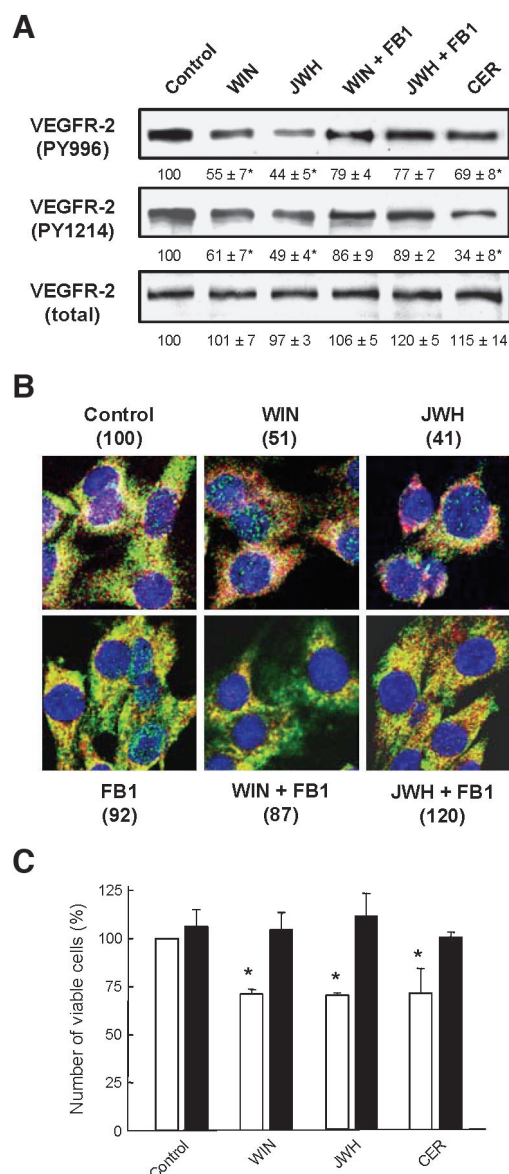 A
Control WIN JWH WIN + FB1 JWH + FB1 CER
VEGFR-2
(PY996)
100 55 ± 7* 44 ± 5* 79 ± 4 77 ± 7 69 ± 8*
VEGFR-2
(PY1214)
100 61 ± 7* 49 ± 4* 86 ± 9 89 ± 2 34 ± 8*
VEGFR-2
(total)
100 101 ± 7 97 ± 3 106 ± 5 120 ± 5 115 ± 14
B
Control WIN JWH
(100) (51) (41)
FB1 WIN + FB1 JWH + FB1
(92) (87) (120)
C
Number of viable cells (%)
125
100
75
50
25
0
* * *
Control WIN JWH CER